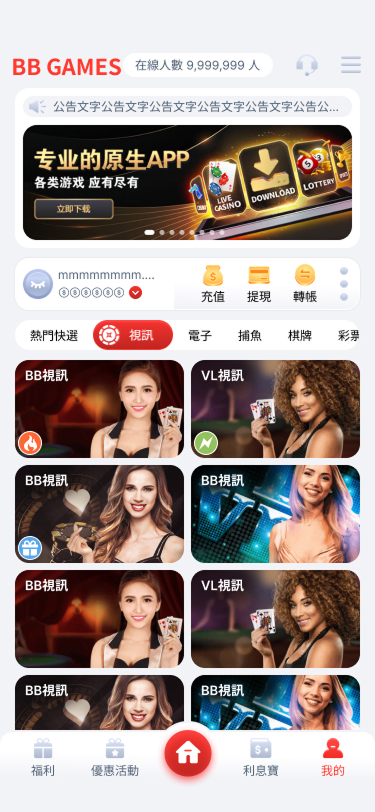 BB GAMES
在線人數 9,999,999 人
公告文字公告文字公告文字公告文字公告文字公告公...
专业的原生APP
各类游戏 应有尽有
立即下载
LIVE CASINO
DOWNLOAD
LOTTERY
mmmmmmmm....
充值
提現
轉帳
熱門快選
視訊
電子
捕魚
棋牌
彩票
BB視訊
VL視訊
BB視訊
BB視訊
BB視訊
VL視訊
BB視訊
BB視訊
福利
優惠活動
利息寶
我的